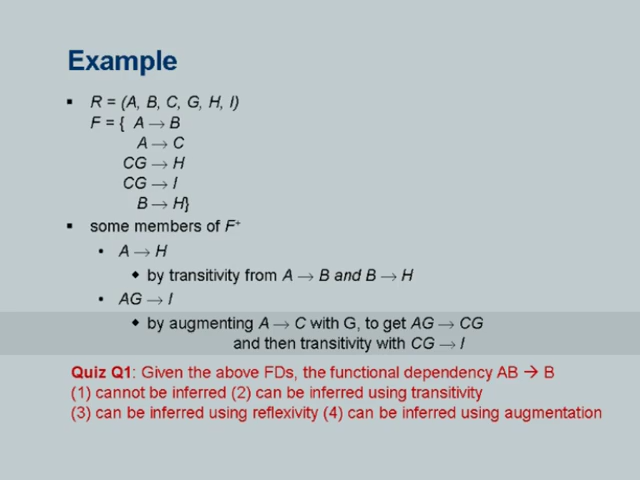 Example
▪ R = (A, B, C, G, H, I)
F = { A → B
A → C
CG → H
CG → I
B → H}
▪ some members of F⁺
• A → H
◆ by transitivity from A → B and B → H
• AG → I
◆ by augmenting A → C with G, to get AG → CG
and then transitivity with CG → I
Quiz Q1: Given the above FDs, the functional dependency AB → B
(1) cannot be inferred (2) can be inferred using transitivity
(3) can be inferred using reflexivity (4) can be inferred using augmentation